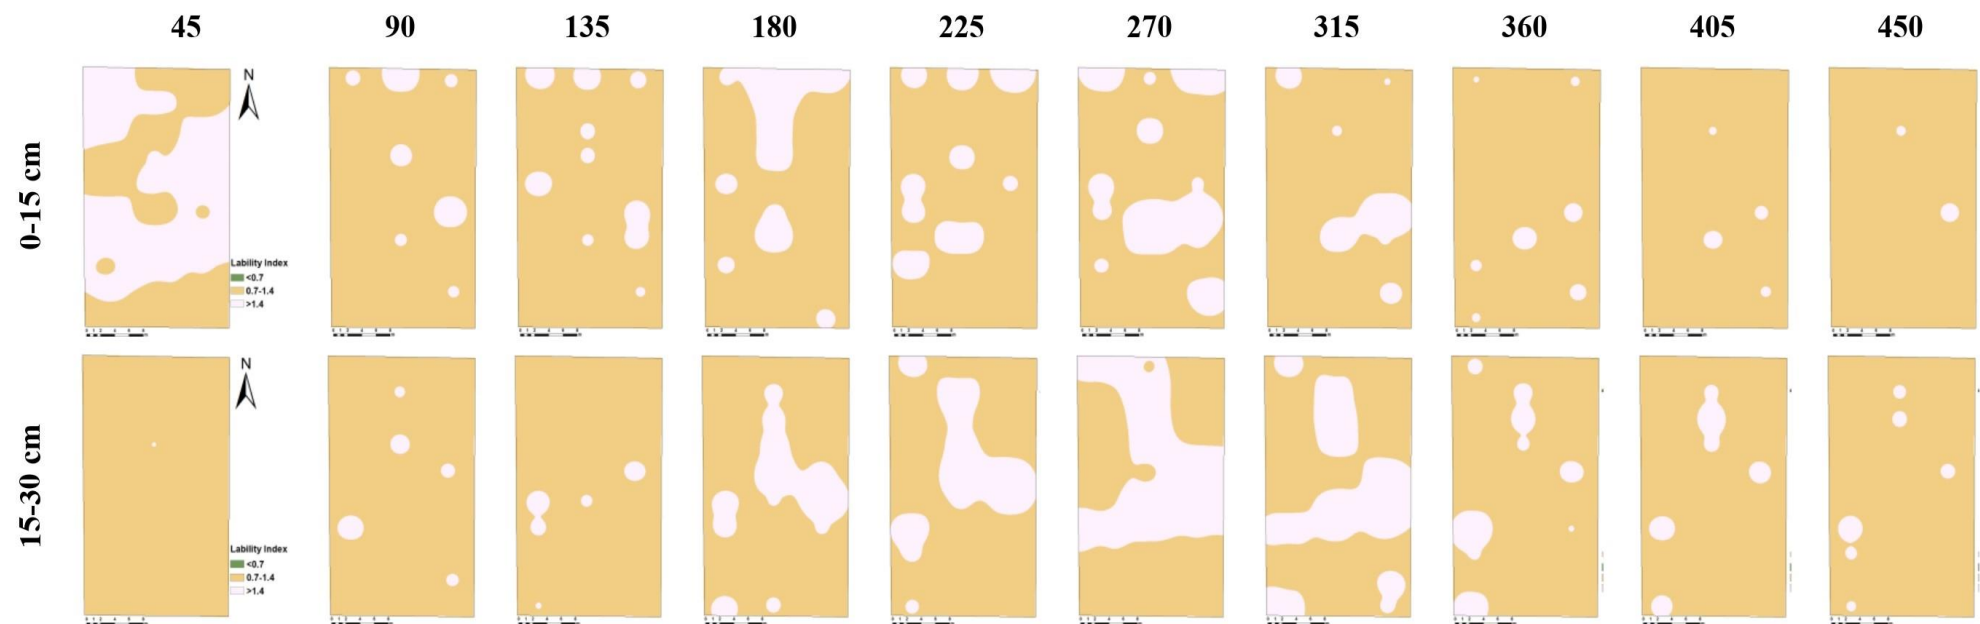 45 90 135 180 225 270 315 360 405 450
0-15 cm
N
Lability Index
<0.7
0.7-1.4
>1.4
15-30 cm
N
Lability Index
<0.7
0.7-1.4
>1.4